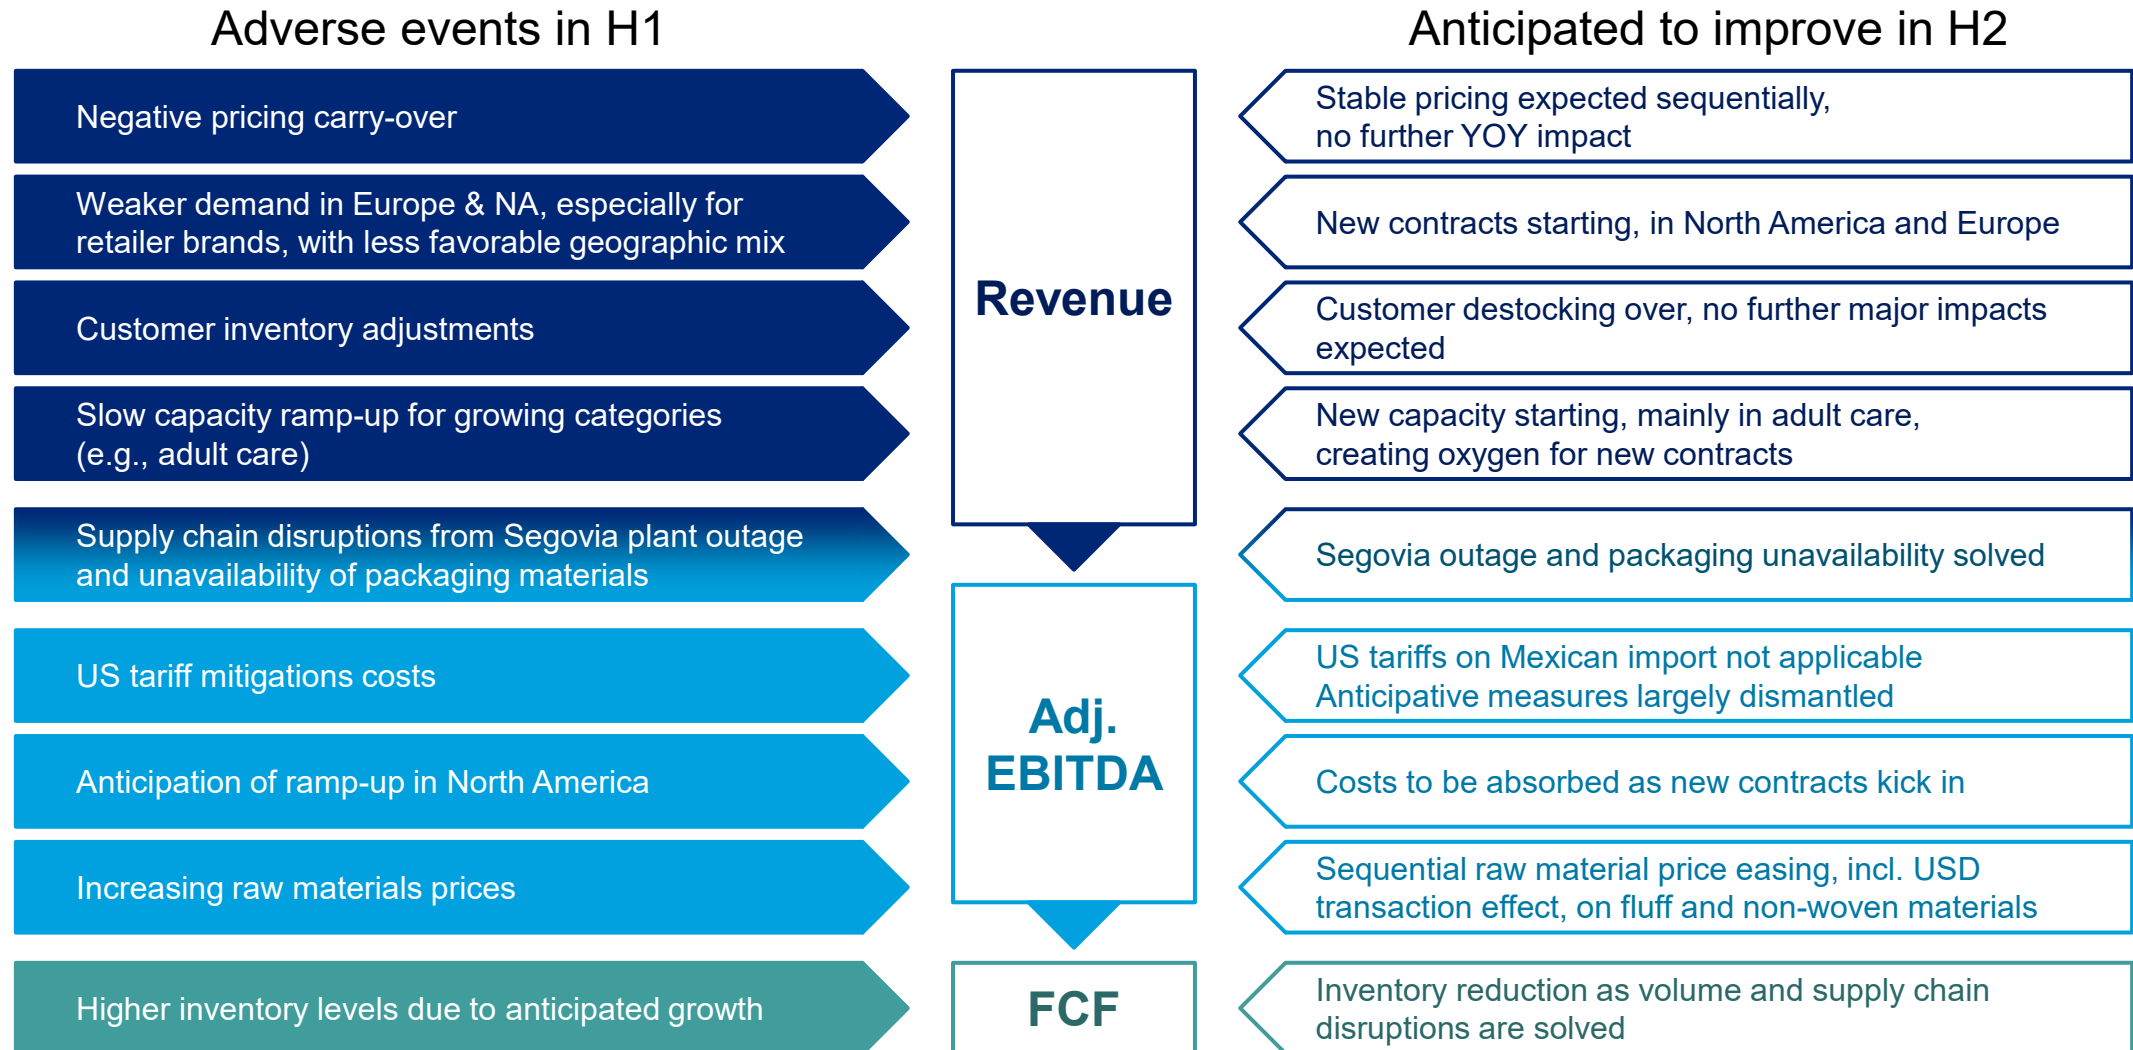 Adverse events in H1
Anticipated to improve in H2
Negative pricing carry-over
Weaker demand in Europe & NA, especially for
retailer brands, with less favorable geographic mix
Customer inventory adjustments
Slow capacity ramp-up for growing categories
(e.g., adult care)
Supply chain disruptions from Segovia plant outage
and unavailability of packaging materials
US tariff mitigations costs
Anticipation of ramp-up in North America
Increasing raw materials prices
Higher inventory levels due to anticipated growth
Revenue
Adj.
EBITDA
FCF
Stable pricing expected sequentially,
no further YOY impact
New contracts starting, in North America and Europe
Customer destocking over, no further major impacts
expected
New capacity starting, mainly in adult care,
creating oxygen for new contracts
Segovia outage and packaging unavailability solved
US tariffs on Mexican import not applicable
Anticipative measures largely dismantled
Costs to be absorbed as new contracts kick in
Sequential raw material price easing, incl. USD
transaction effect, on fluff and non-woven materials
Inventory reduction as volume and supply chain
disruptions are solved